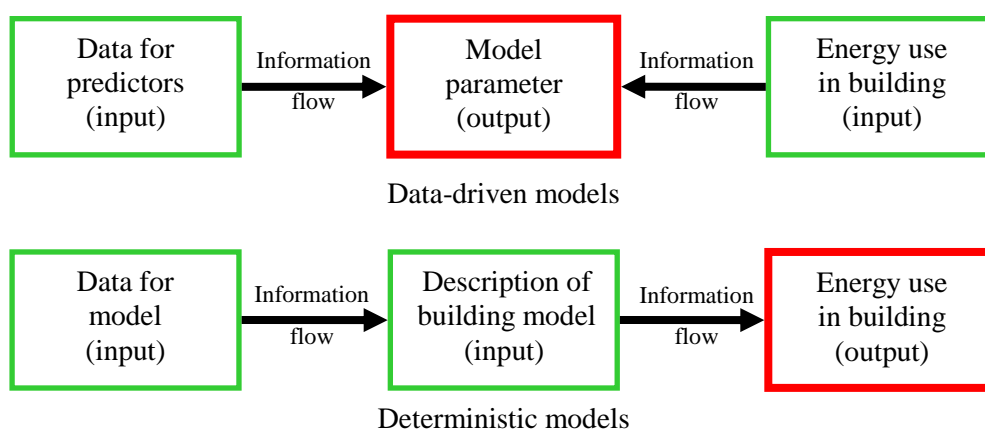 Data for
predictors
(input)
Information
flow
Model
parameter
(output)
Information
flow
Energy use
in building
(input)
Data-driven models
Data for
model
(input)
Information
flow
Description of
building model
(input)
Information
flow
Energy use
in building
(output)
Deterministic models